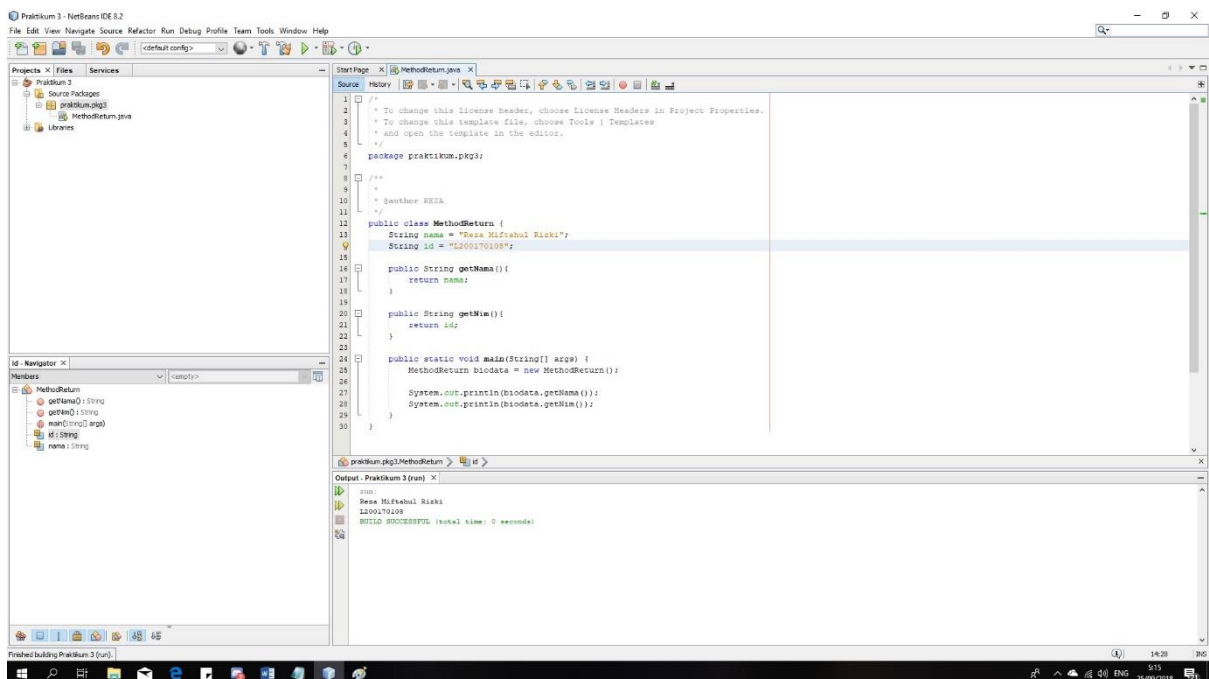 Praktikum 3 - NetBeans IDE 8.2
File Edit View Navigate Source Refactor Run Debug Profile Team Tools Window Help
<default config>
Projects Files Services
Praktikum 3
Source Packages
praktikum.pkg3
MethodReturn.java
Libraries
Start Page MethodReturn.java
Source History
1 /*
2 * To change this license header, choose License Headers in Project Properties.
3 * To change this template file, choose Tools | Templates
4 * and open the template in the editor.
5 */
6 package praktikum.pkg3;
7
8 /**
9 *
10 * @author REZA
11 */
12 public class MethodReturn {
13 String nama = "Reza Miftahul Rizki";
String id = "L200170108";
15
16 public String getNama(){
17 return nama;
18 }
19
20 public String getNim(){
21 return id;
22 }
23
24 public static void main(String[] args) {
25 MethodReturn biodata = new MethodReturn();
26
27 System.out.println(biodata.getNama());
28 System.out.println(biodata.getNim());
29 }
30 }
id - Navigator
Members <empty>
MethodReturn
getNama() : String
getNim() : String
main(String[] args)
id : String
nama : String
praktikum.pkg3.MethodReturn id
Output - Praktikum 3 (run)
run:
Reza Miftahul Rizki
L200170108
BUILD SUCCESSFUL (total time: 0 seconds)
Finished building Praktikum 3 (run).
14:28 INS
ENG 5:15
25/09/2018